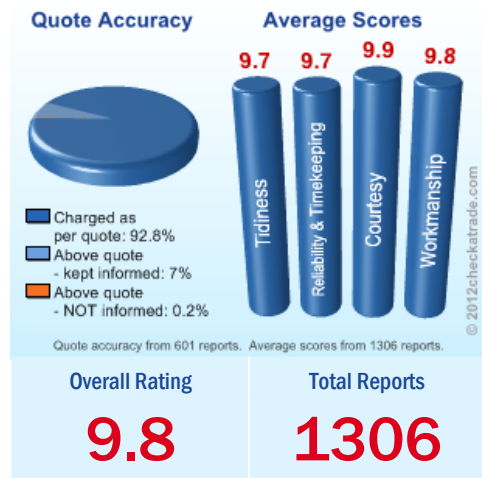 Quote Accuracy
Average Scores
9.7
9.7
9.9
9.8
Tidiness
Reliability & Timekeeping
Courtesy
Workmanship
Charged as
per quote: 92.8%
Above quote
- kept informed: 7%
Above quote
- NOT informed: 0.2%
© 2012checkatrade.com
Quote accuracy from 601 reports. Average scores from 1306 reports.
Overall Rating
9.8
Total Reports
1306